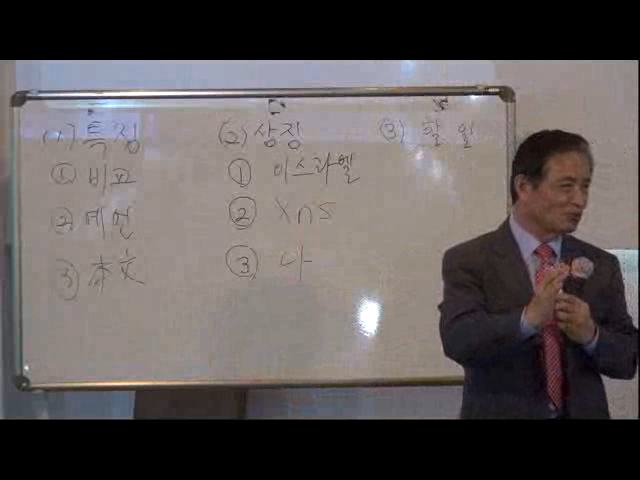 (1) 특징
① 비교
② 예언
③ 本文
(2) 상징
① 이스라엘
② Xns
③ 나
(3) 할 일